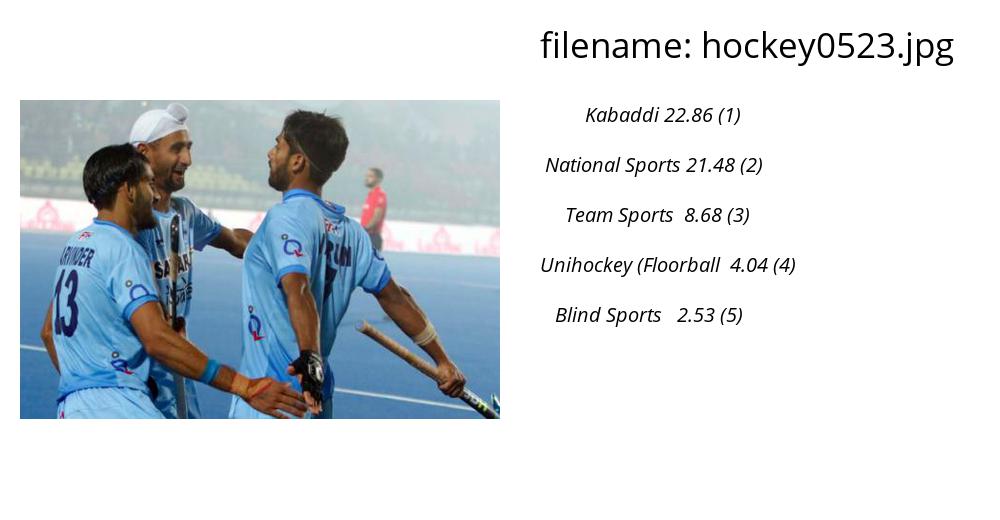 filename: hockey0523.jpg
Kabaddi 22.86 (1)
National Sports 21.48 (2)
Team Sports 8.68 (3)
Unihockey (Floorball 4.04 (4)
Blind Sports 2.53 (5)
13